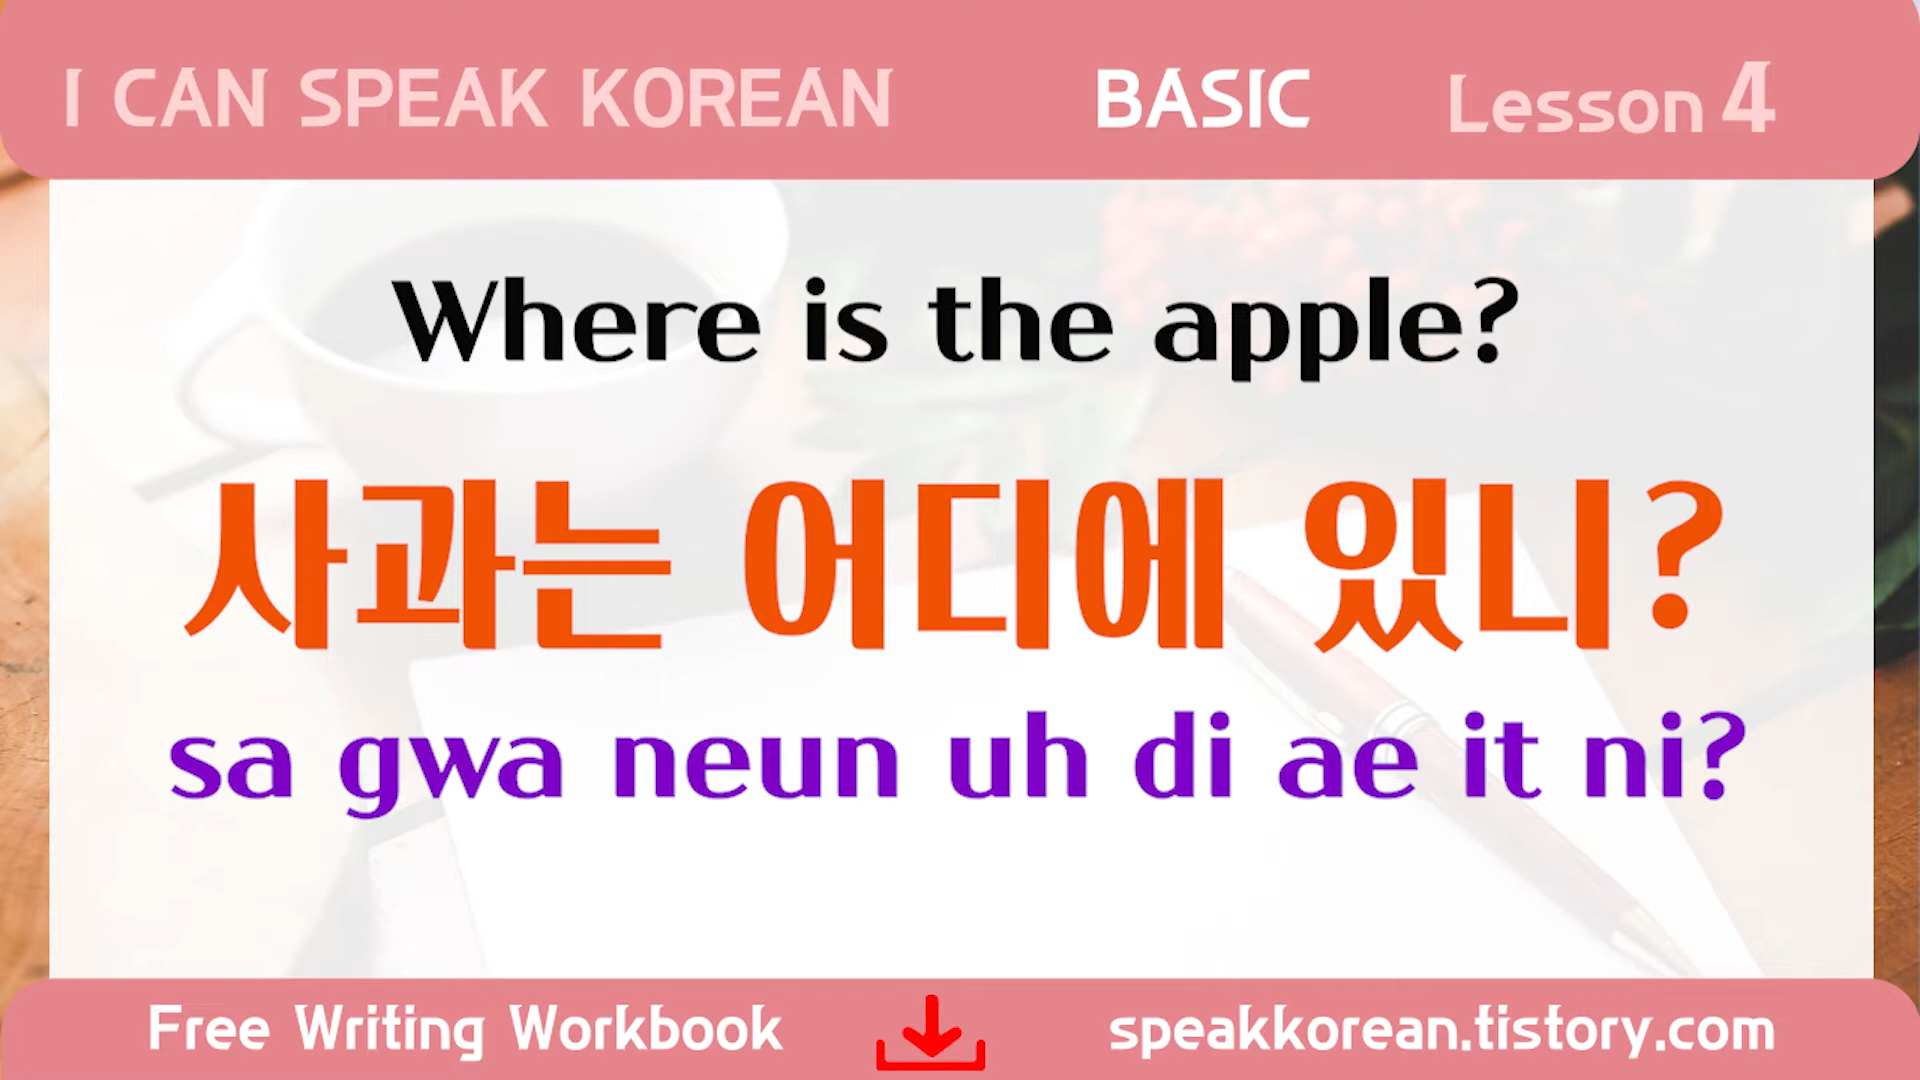 I CAN SPEAK KOREAN BASIC Lesson 4
Where is the apple?
사과는 어디에 있니?
sa gwa neun uh di ae it ni?
Free Writing Workbook speakkorean.tistory.com